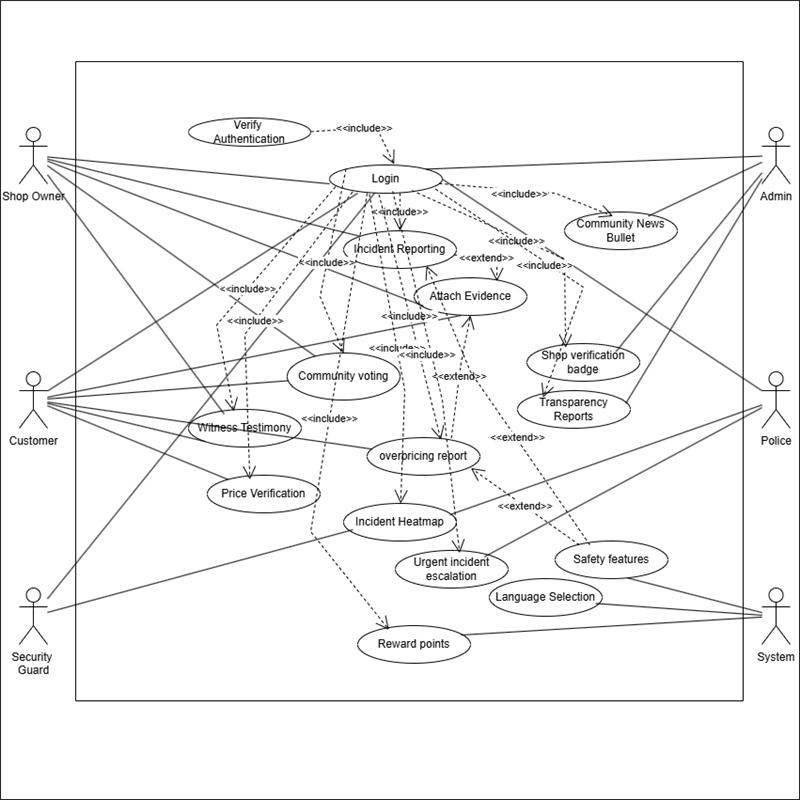 Verify
Authentication
<<include>>
Login
Shop Owner
Admin
<<include>>
<<include>>
Community News
Bullet
Incident Reporting
<<include>>
<<extend>>
<<include>>
<<include>>
<<include>>
Attach Evidence
<<include>>
<<include>>
<<include>>
<<include>>
Shop verification
badge
Community voting
<<extend>>
Transparency
Reports
Customer
Police
Witness Testimony
<<include>>
<<extend>>
overpricing report
Price Verification
<<extend>>
Incident Heatmap
Urgent incident
escalation
Safety features
Language Selection
Reward points
Security
Guard
System